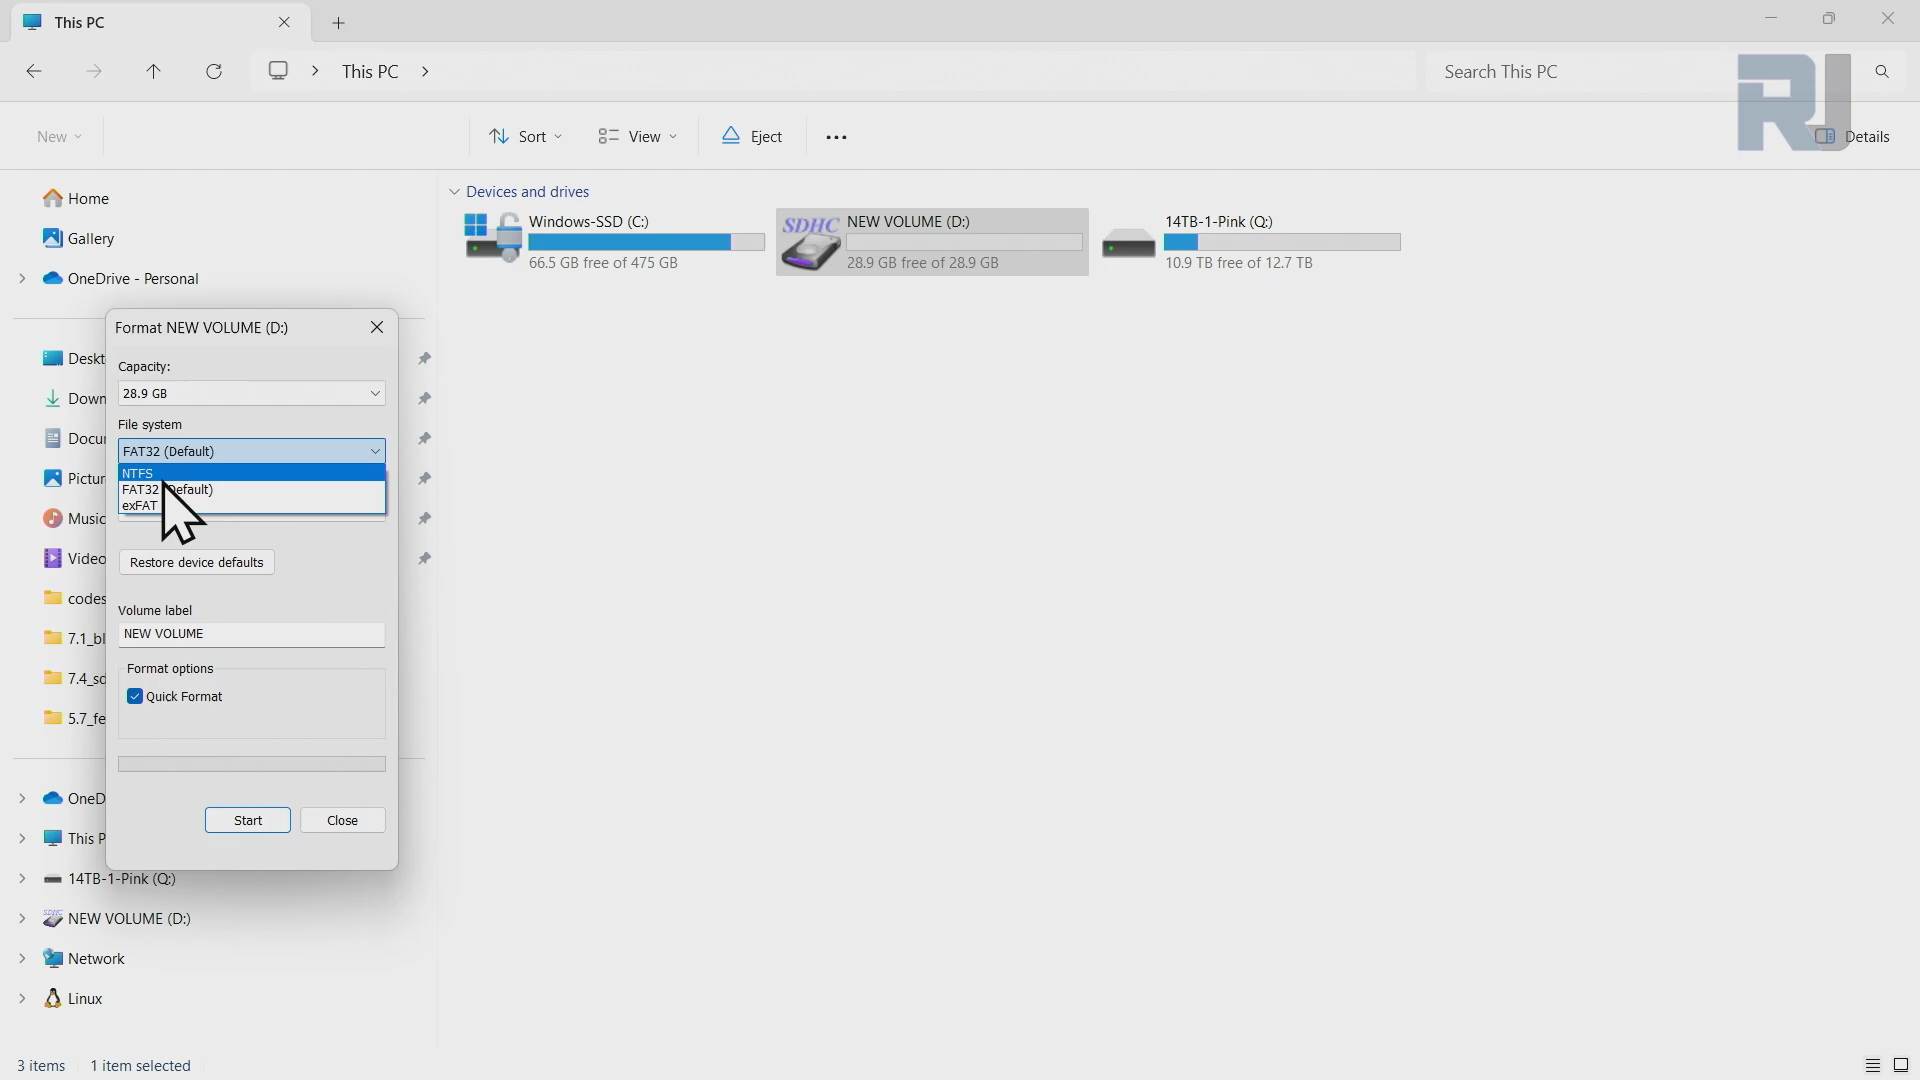 This PC
This PC
Search This PC
RJ
New
Sort
View
Eject
Details
Home
Gallery
OneDrive - Personal
Devices and drives
Windows-SSD (C:)
66.5 GB free of 475 GB
SDHC
NEW VOLUME (D:)
28.9 GB free of 28.9 GB
14TB-1-Pink (Q:)
10.9 TB free of 12.7 TB
Format NEW VOLUME (D:)
Capacity:
28.9 GB
File system
FAT32 (Default)
NTFS
FAT32 (Default)
exFAT
Restore device defaults
Volume label
NEW VOLUME
Format options
Quick Format
Start
Close
Deskt
Down
Docu
Pictur
Music
Video
codes
7.1_bl
7.4_sd
5.7_fe
OneD
This P
14TB-1-Pink (Q:)
SDHC
NEW VOLUME (D:)
Network
Linux
3 items
1 item selected